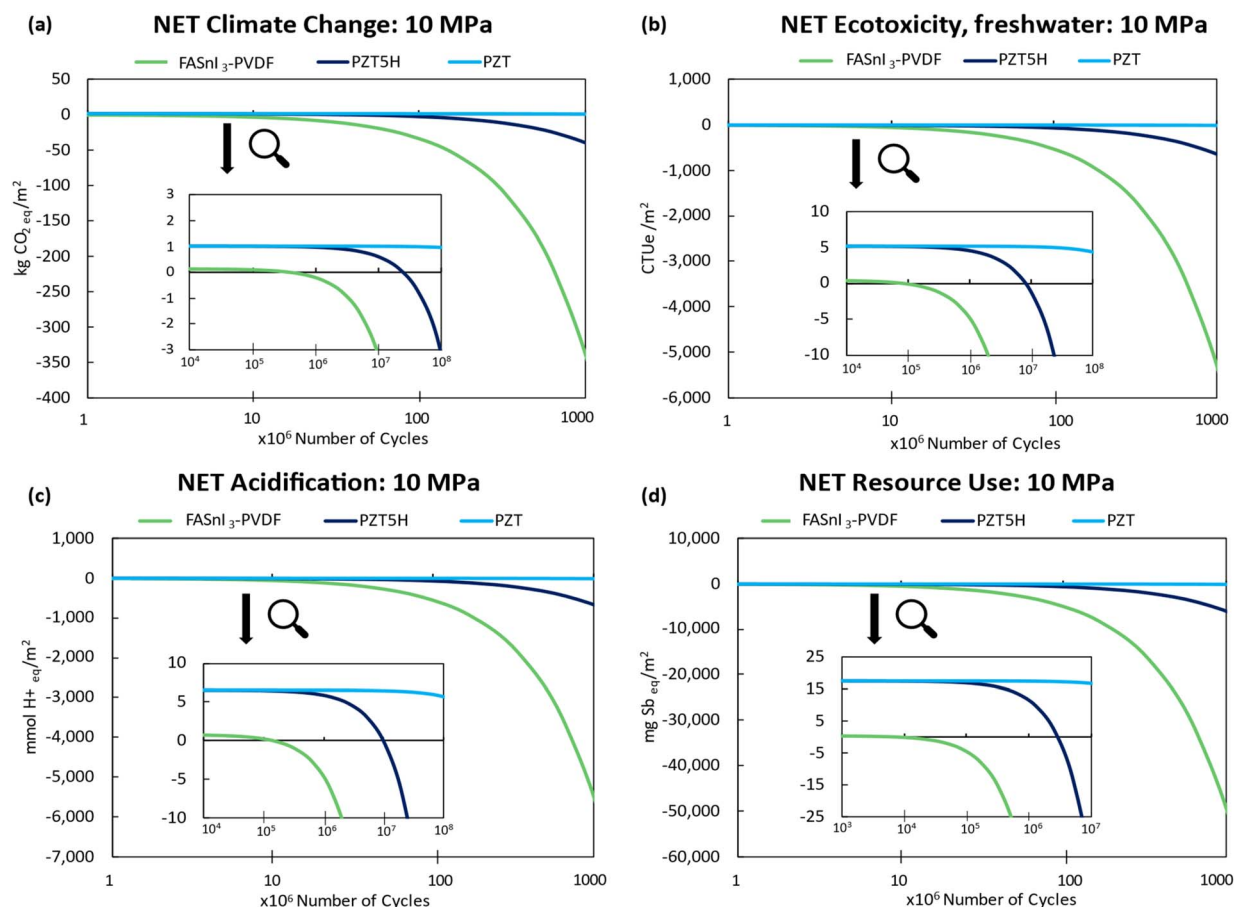 (a) NET Climate Change: 10 MPa
FASnI3-PVDF PZT5H PZT
50
0
-50
-100
-150
-200
-250
-300
-350
-400
kg CO2 eq/m2
3
2
1
0
-1
-2
-3
10^4 10^5 10^6 10^7 10^8
1 10 100 1000
x10^6 Number of Cycles
(b) NET Ecotoxicity, freshwater: 10 MPa
FASnI3-PVDF PZT5H PZT
1,000
0
-1,000
-2,000
-3,000
-4,000
-5,000
-6,000
CTUe /m2
10
5
0
-5
-10
10^4 10^5 10^6 10^7 10^8
1 10 100 1000
x10^6 Number of Cycles
(c) NET Acidification: 10 MPa
FASnI3-PVDF PZT5H PZT
1,000
0
-1,000
-2,000
-3,000
-4,000
-5,000
-6,000
-7,000
mmol H+ eq/m2
10
5
0
-5
-10
10^4 10^5 10^6 10^7 10^8
1 10 100 1000
x10^6 Number of Cycles
(d) NET Resource Use: 10 MPa
FASnI3-PVDF PZT5H PZT
10,000
0
-10,000
-20,000
-30,000
-40,000
-50,000
-60,000
mg Sb eq/m2
25
15
5
-5
-15
-25
10^3 10^4 10^5 10^6 10^7
1 10 100 1000
x10^6 Number of Cycles